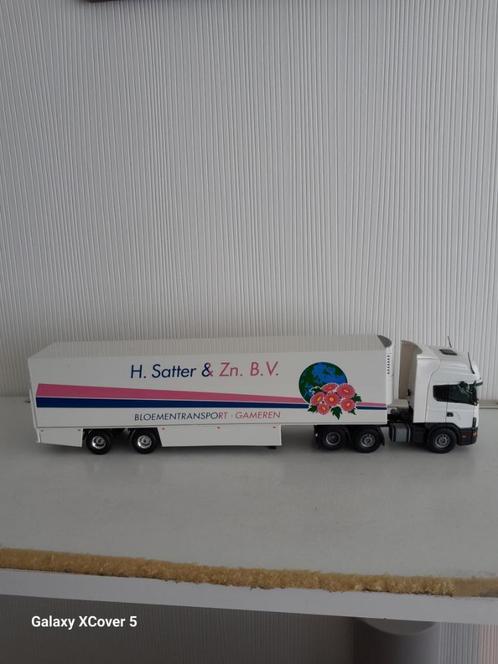 H. Satter & Zn. B.V.
BLOEMENTRANSPORT - GAMEREN
Galaxy XCover 5